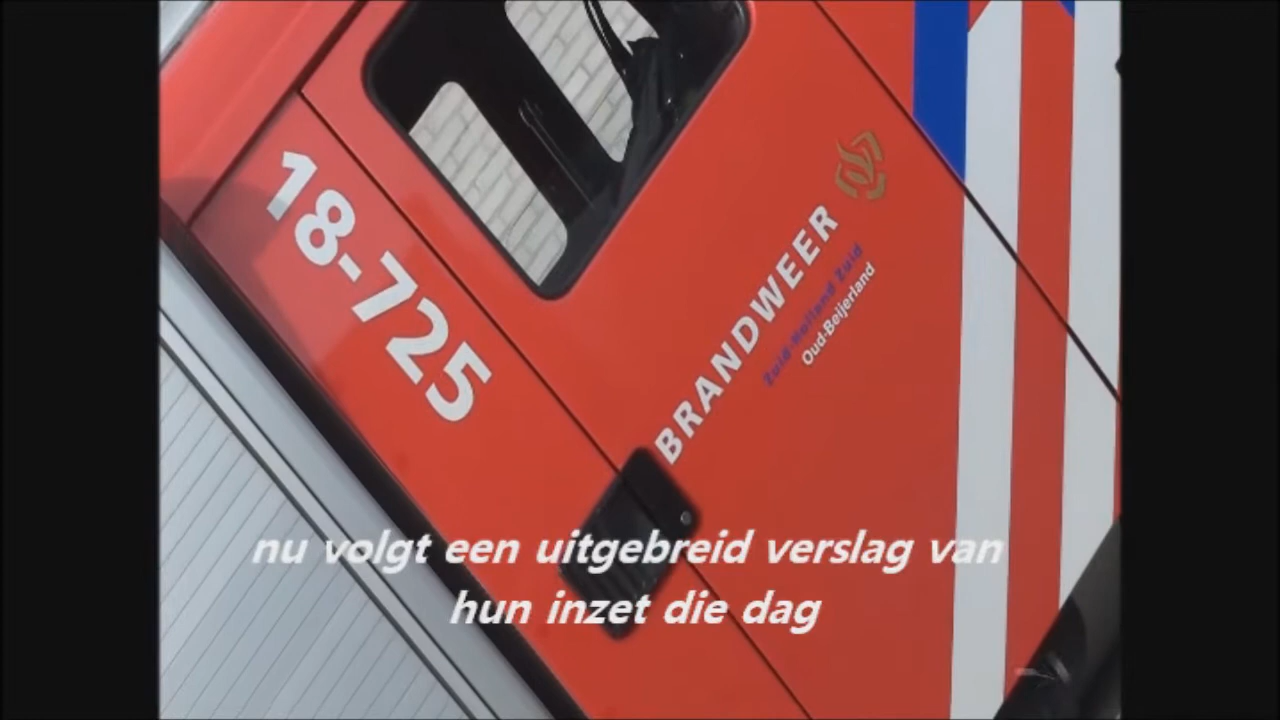 18-725
BRANDWEER
Zuid-Holland Zuid
Oud-Beijerland
nu volgt een uitgebreid verslag van
hun inzet die dag